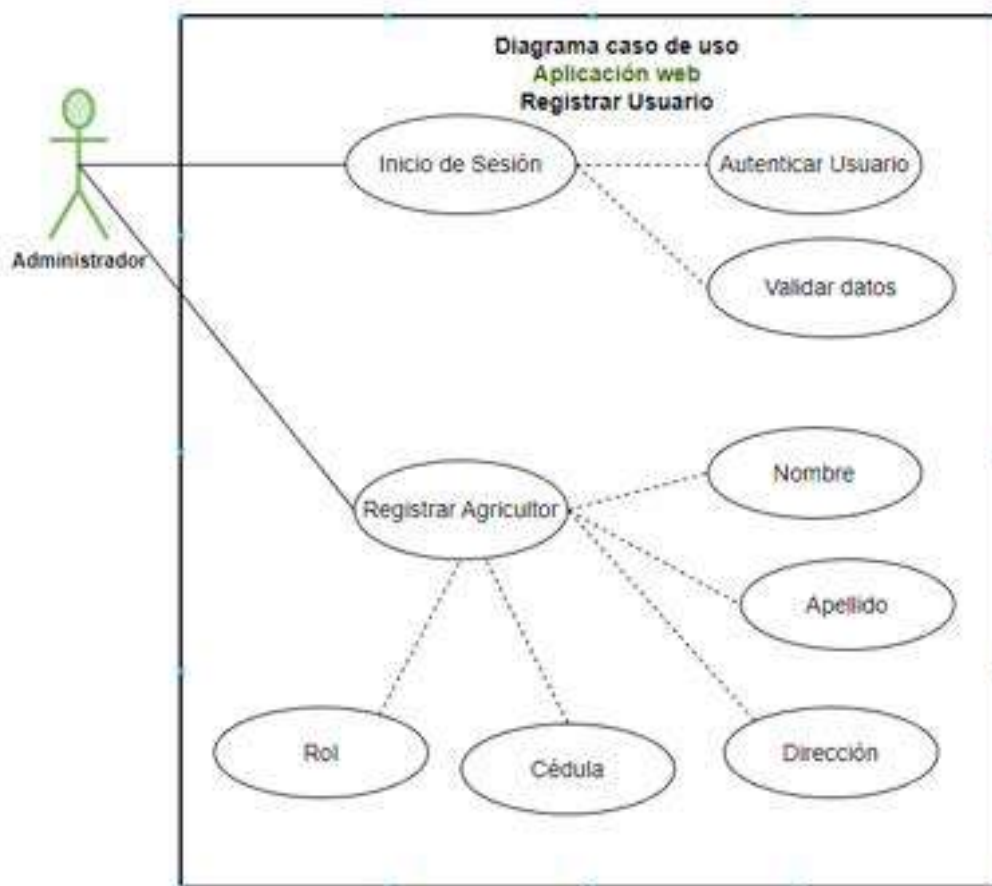 Diagrama caso de uso
Aplicación web
Registrar Usuario
Inicio de Sesión
Autenticar Usuario
Administrador
Validar datos
Nombre
Registrar Agricultor
Apellido
Rol
Cédula
Dirección